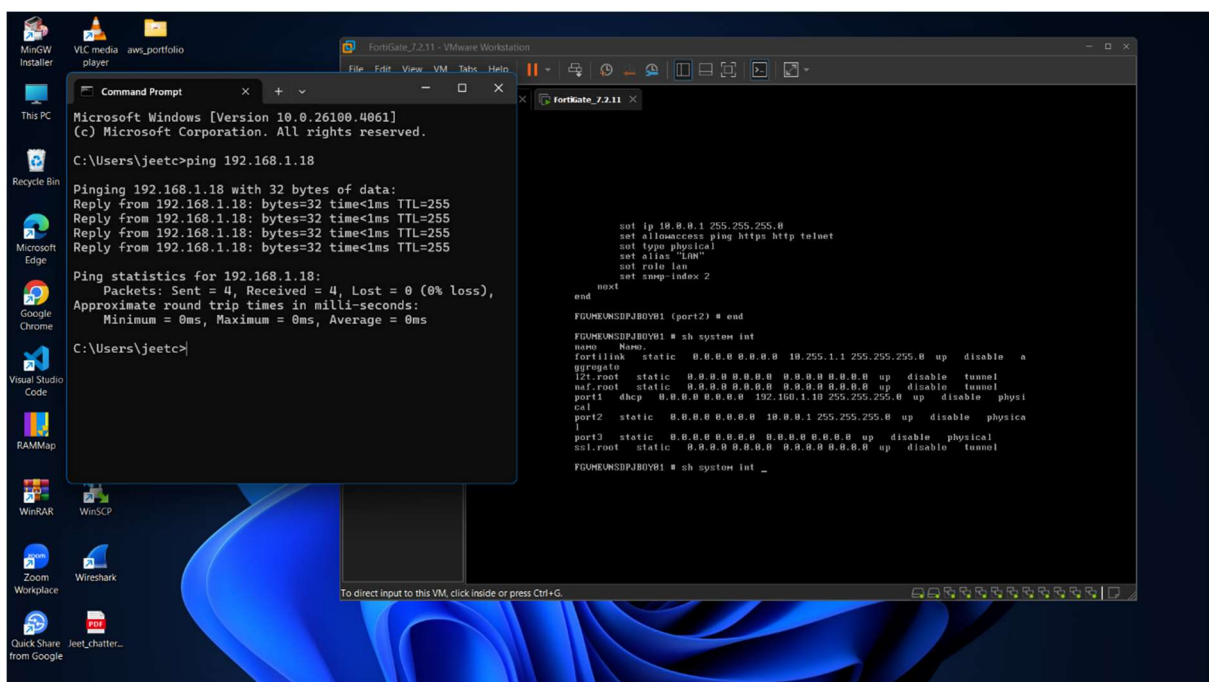 MinGW
Installer
VLC media
player
aws_portfolio
This PC
Recycle Bin
Microsoft
Edge
Google
Chrome
Visual Studio
Code
RAMMap
WinRAR
WinSCP
Zoom
Workplace
Wireshark
Quick Share
from Google
Jeet_chatter...
Command Prompt
Microsoft Windows [Version 10.0.26100.4061]
(c) Microsoft Corporation. All rights reserved.
C:\Users\jeetc>ping 192.168.1.18
Pinging 192.168.1.18 with 32 bytes of data:
Reply from 192.168.1.18: bytes=32 time<1ms TTL=255
Reply from 192.168.1.18: bytes=32 time<1ms TTL=255
Reply from 192.168.1.18: bytes=32 time<1ms TTL=255
Reply from 192.168.1.18: bytes=32 time<1ms TTL=255
Ping statistics for 192.168.1.18:
Packets: Sent = 4, Received = 4, Lost = 0 (0% loss),
Approximate round trip times in milli-seconds:
Minimum = 0ms, Maximum = 0ms, Average = 0ms
C:\Users\jeetc>
FortiGate_7.2.11 - VMware Workstation
File Edit View VM Tabs Help
FortiGate_7.2.11
set ip 10.0.0.1 255.255.255.0
set allowaccess ping https http telnet
set type physical
set alias "LAN"
set role lan
set snmp-index 2
next
end
FGVMEVNSDPJBOY01 (port2) # end
FGVMEVNSDPJBOY01 # sh system int
name Name.
fortilink static 0.0.0.0 0.0.0.0 10.255.1.1 255.255.255.0 up disable a
ggregate
l2t.root static 0.0.0.0 0.0.0.0 0.0.0.0 0.0.0.0 up disable tunnel
naf.root static 0.0.0.0 0.0.0.0 0.0.0.0 0.0.0.0 up disable tunnel
port1 dhcp 0.0.0.0 0.0.0.0 192.168.1.18 255.255.255.0 up disable physi
cal
port2 static 0.0.0.0 0.0.0.0 10.0.0.1 255.255.255.0 up disable physica
l
port3 static 0.0.0.0 0.0.0.0 0.0.0.0 0.0.0.0 up disable physical
ssl.root static 0.0.0.0 0.0.0.0 0.0.0.0 0.0.0.0 up disable tunnel
FGVMEVNSDPJBOY01 # sh system int _
To direct input to this VM, click inside or press Ctrl+G.